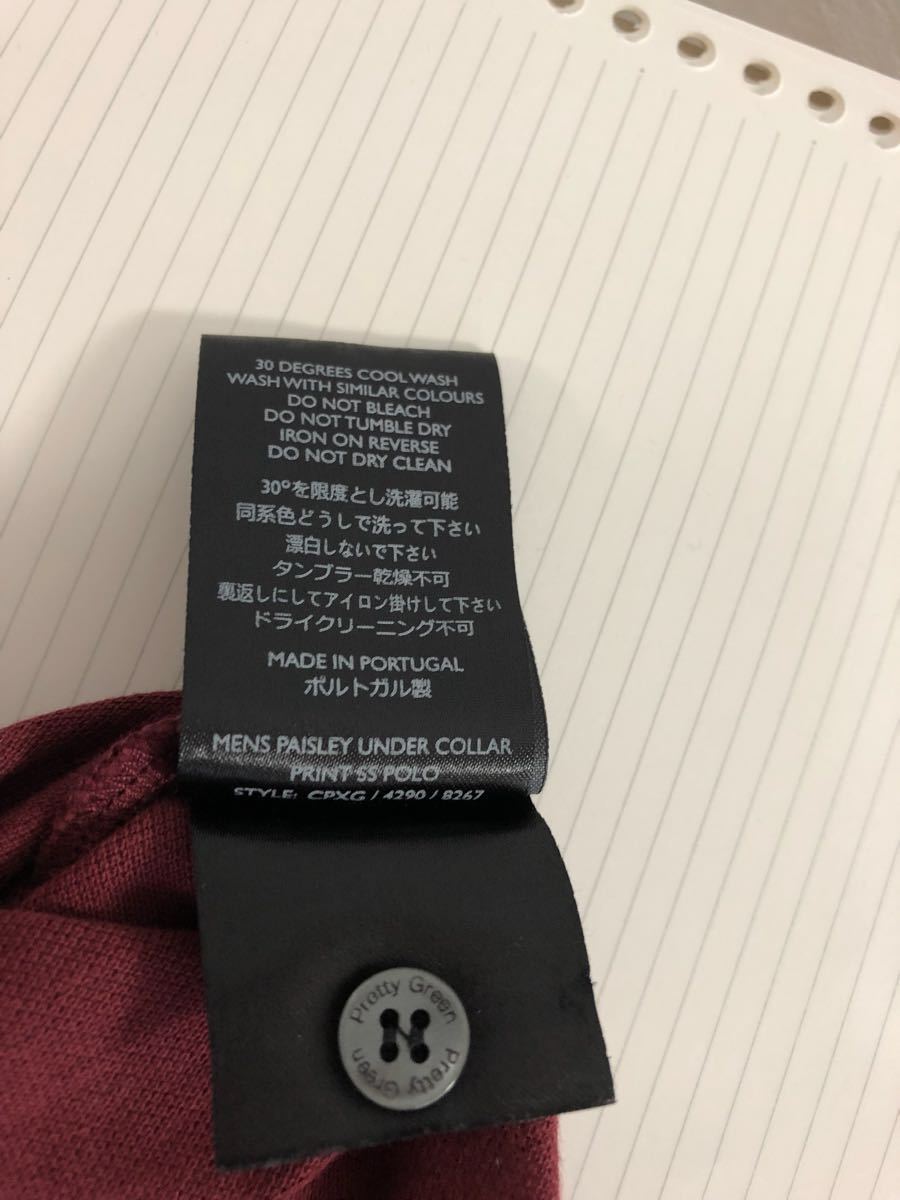 30 DEGREES COOL WASH
WASH WITH SIMILAR COLOURS
DO NOT BLEACH
DO NOT TUMBLE DRY
IRON ON REVERSE
DO NOT DRY CLEAN
30°を限度とし洗濯可能
同系色どうしで洗って下さい
漂白しないで下さい
タンブラー乾燥不可
裏返しにしてアイロン掛けして下さい
ドライクリーニング不可
MADE IN PORTUGAL
ポルトガル製
MENS PAISLEY UNDER COLLAR
PRINT SS POLO
STYLE: CPXG / 4290 / 8267
Pretty Green
Pretty Green